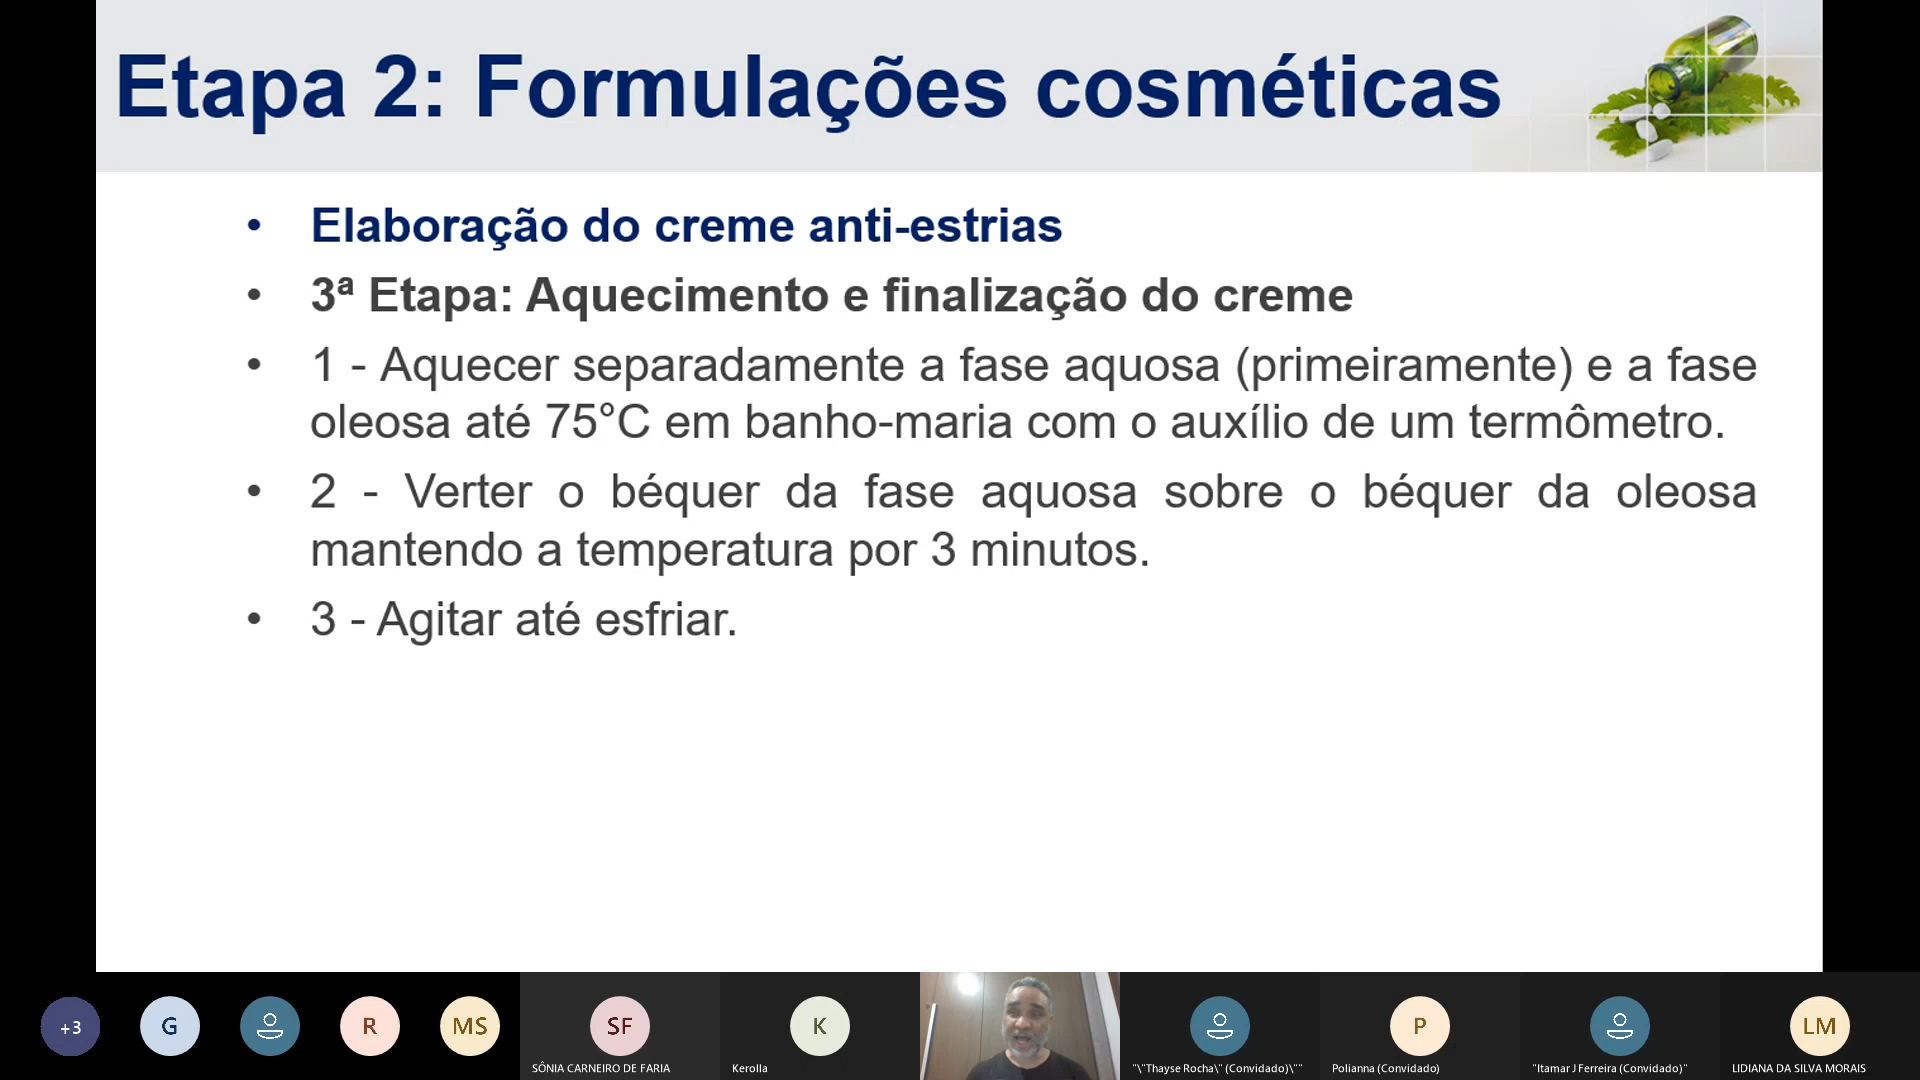 Etapa 2: Formulações cosméticas
• Elaboração do creme anti-estrias
• 3ª Etapa: Aquecimento e finalização do creme
• 1 - Aquecer separadamente a fase aquosa (primeiramente) e a fase
oleosa até 75°C em banho-maria com o auxílio de um termômetro.
• 2 - Verter o béquer da fase aquosa sobre o béquer da oleosa
mantendo a temperatura por 3 minutos.
• 3 - Agitar até esfriar.
+3
G
R
MS
SF
SÔNIA CARNEIRO DE FARIA
K
Kerolla
"\"Thayse Rocha\" (Convidado)\""
P
Polianna (Convidado)
"Itamar J Ferreira (Convidado)"
LM
LIDIANA DA SILVA MORAIS